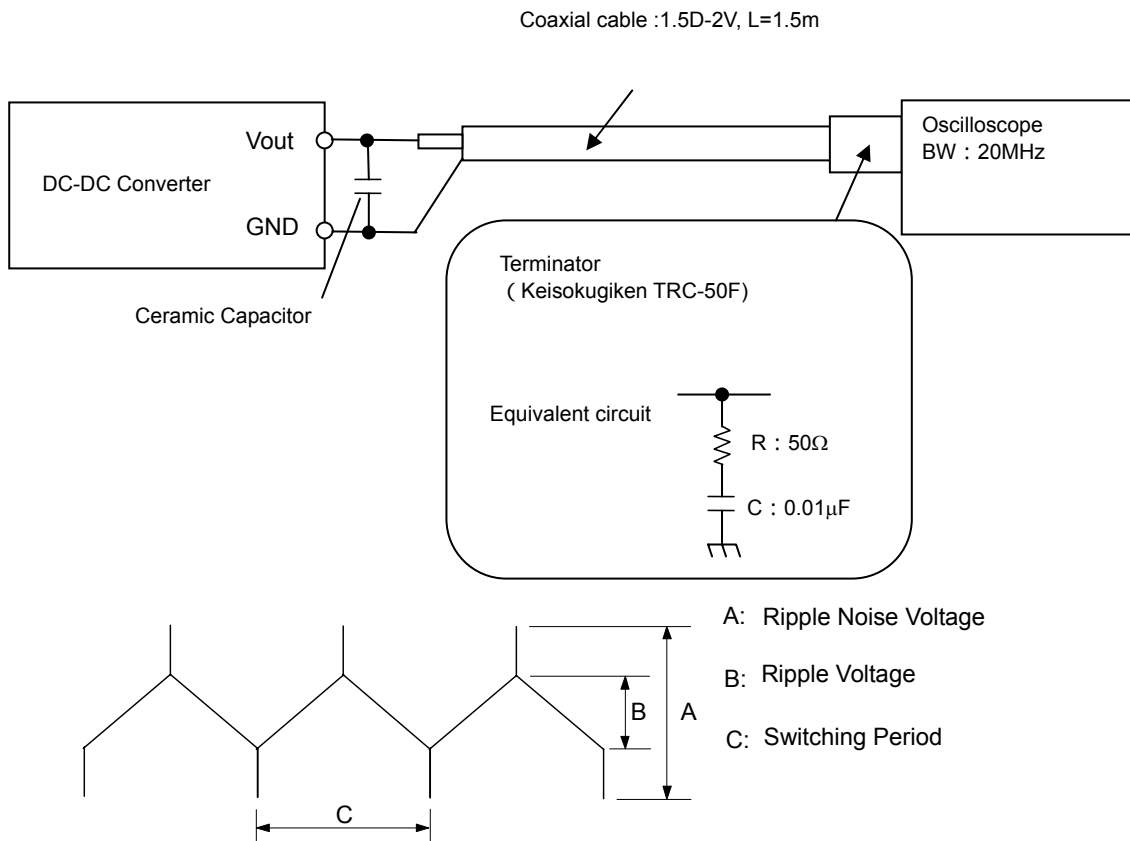 Coaxial cable :1.5D-2V, L=1.5m
Vout
DC-DC Converter
GND
Ceramic Capacitor
Oscilloscope
BW：20MHz
Terminator
（Keisokugiken TRC-50F)
Equivalent circuit
R：50Ω
C：0.01μF
A: Ripple Noise Voltage
B: Ripple Voltage
C: Switching Period
B
A
C